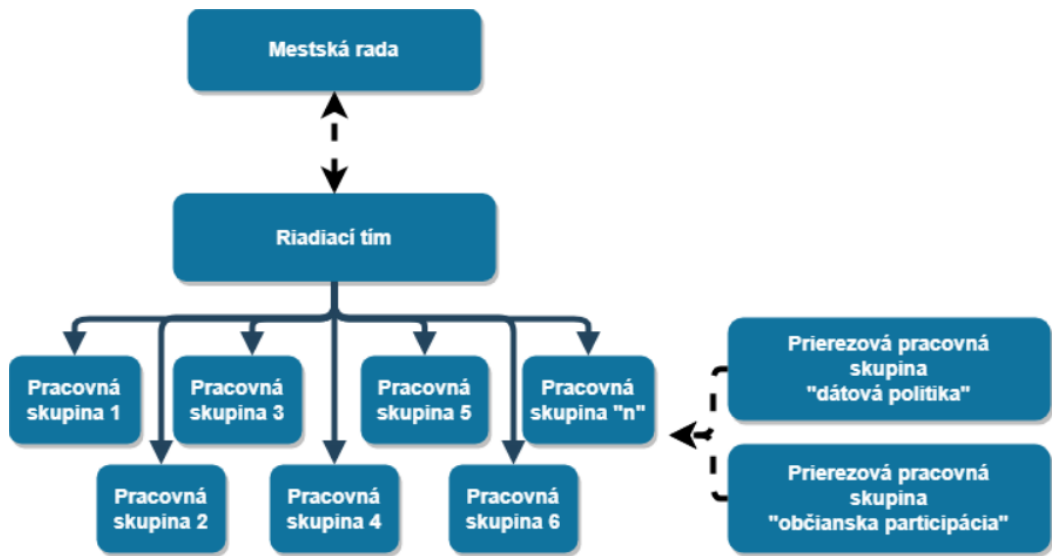 Mestská rada
Riadiací tím
Pracovná
skupina 1
Pracovná
skupina 3
Pracovná
skupina 5
Pracovná
skupina "n"
Pracovná
skupina 2
Pracovná
skupina 4
Pracovná
skupina 6
Prierezová pracovná
skupina
"dátová politika"
Prierezová pracovná
skupina
"občianska participácia"